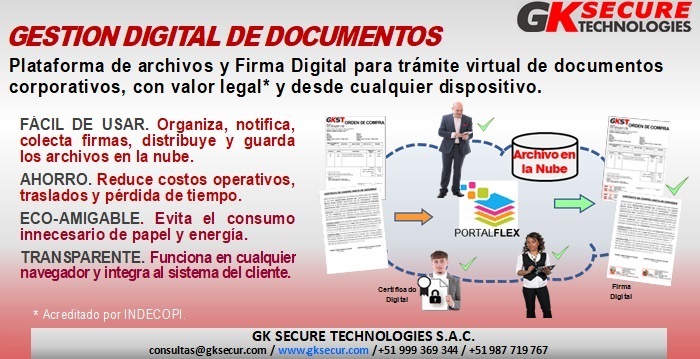 GK SECURE
TECHNOLOGIES
GESTION DIGITAL DE DOCUMENTOS
Plataforma de archivos y Firma Digital para trámite virtual de documentos
corporativos, con valor legal* y desde cualquier dispositivo.
FÁCIL DE USAR. Organiza, notifica,
colecta firmas, distribuye y guarda
los archivos en la nube.
AHORRO. Reduce costos operativos,
traslados y pérdida de tiempo.
ECO-AMIGABLE. Evita el consumo
innecesario de papel y energía.
TRANSPARENTE. Funciona en cualquier
navegador y integra al sistema del cliente.
* Acreditado por INDECOPI.
GKST ORDEN DE COMPRA
Archivo en
la Nube
GKST ORDEN DE COMPRA
PORTALFLEX
Certificado
Digital
Firma
Digital
GK SECURE TECHNOLOGIES S.A.C.
consultas@gksecur.com / www.gksecur.com / +51 999 369 344 / +51 987 719 767